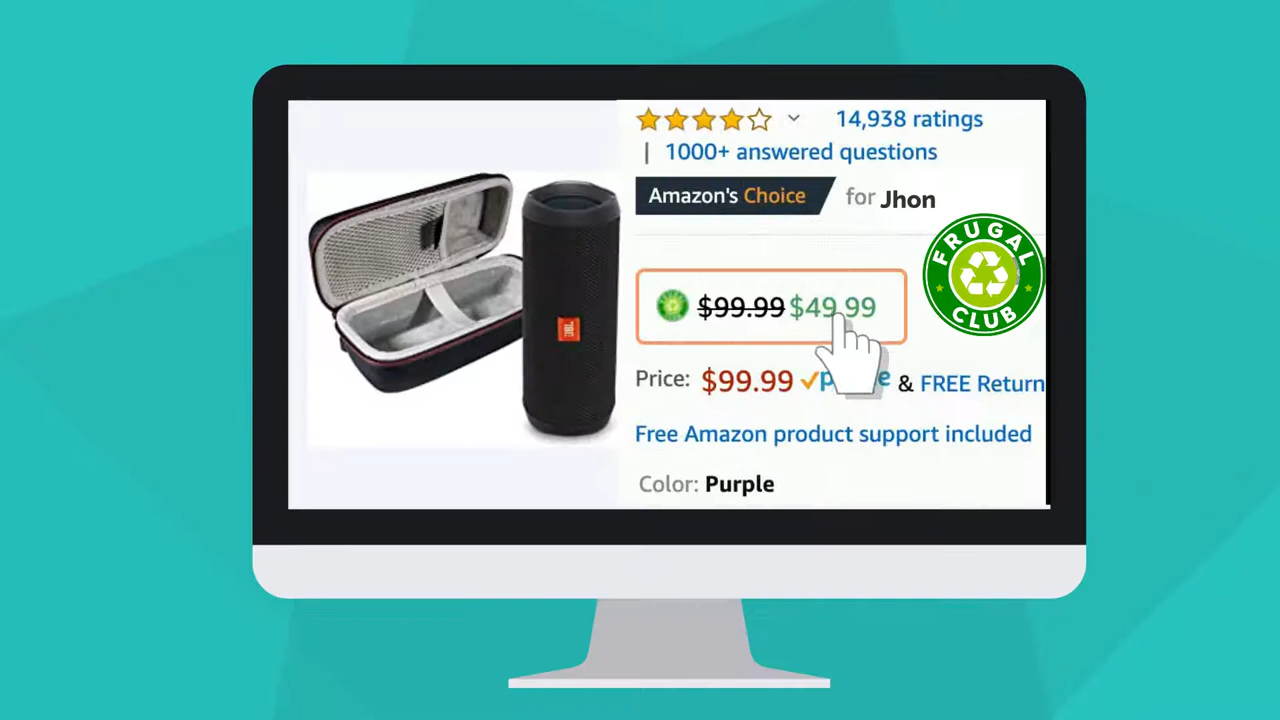 14,938 ratings
| 1000+ answered questions
Amazon's Choice for Jhon
FRUGAL
CLUB
$99.99 $49.99
Price: $99.99 & FREE Return
Free Amazon product support included
Color: Purple
JBL